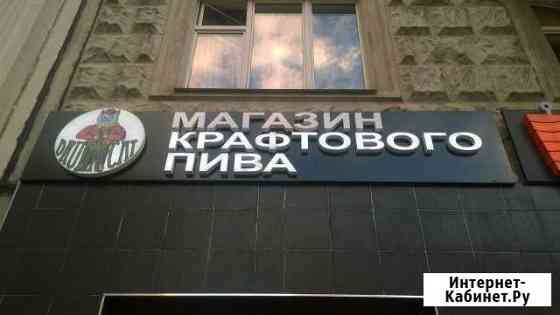 МАГАЗИН
КРАФТОВОГО
ПИВА
Интернет-
Кабинет.Ру